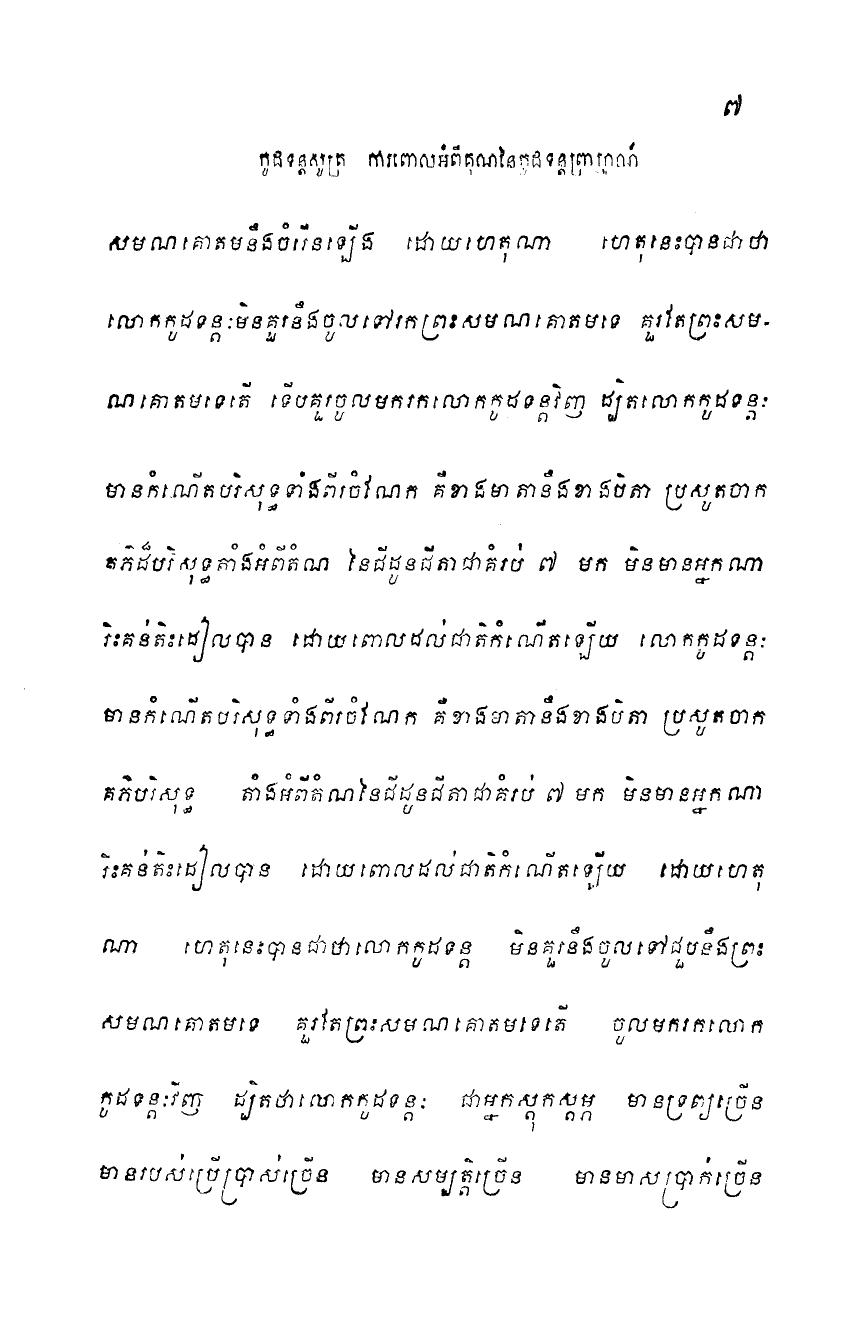 ៧
កូដទន្តសូត្រ ការពោលអំពីគុណនៃកូដទន្តព្រាហ្មណ៍
សមណគោតមនឹងចំរើនឡើង ដោយហេតុណា ហេតុនេះបានជាថា
លោកកូដទន្តៈមិនគួរនឹងចូលទៅរកព្រះសមណគោតមទេ គួរតែព្រះសម-
ណគោតមទេតើ ទើបគួរចូលមករកលោកកូដទន្តវិញ ដ្បិតលោកកូដទន្តៈ
មានកំណើតបរិសុទ្ធទាំងពីរចំណែក គឺខាងមាតានឹងខាងបិតា ប្រសូតចាក
គភ៌ដ៏បរិសុទ្ធតាំងអំពីតំណ នៃជីដូនជីតាជាគំរប់ ៧ មក មិនមានអ្នកណា
រិះគន់តិះដៀលបាន ដោយពោលដល់ជាតិកំណើតឡើយ លោកកូដទន្តៈ
មានកំណើតបរិសុទ្ធទាំងពីរចំណែក គឺខាងមាតានឹងខាងបិតា ប្រសូតចាក
គភ៌បរិសុទ្ធ តាំងអំពីតំណនៃជីដូនជីតាជាគំរប់ ៧ មក មិនមានអ្នកណា
រិះគន់តិះដៀលបាន ដោយពោលដល់ជាតិកំណើតឡើយ ដោយហេតុ
ណា ហេតុនេះបានជាថាលោកកូដទន្ត មិនគួរនឹងចូលទៅជួបនឹងព្រះ
សមណគោតមទេ គួរតែព្រះសមណគោតមទេតើ ចូលមករកលោក
កូដទន្តៈវិញ ដ្បិតថាលោកកូដទន្តៈ ជាអ្នកស្តុកស្តម្ភ មានទ្រព្យច្រើន
មានរបស់ប្រើប្រាស់ច្រើន មានសម្បត្តិច្រើន មានមាសប្រាក់ច្រើន